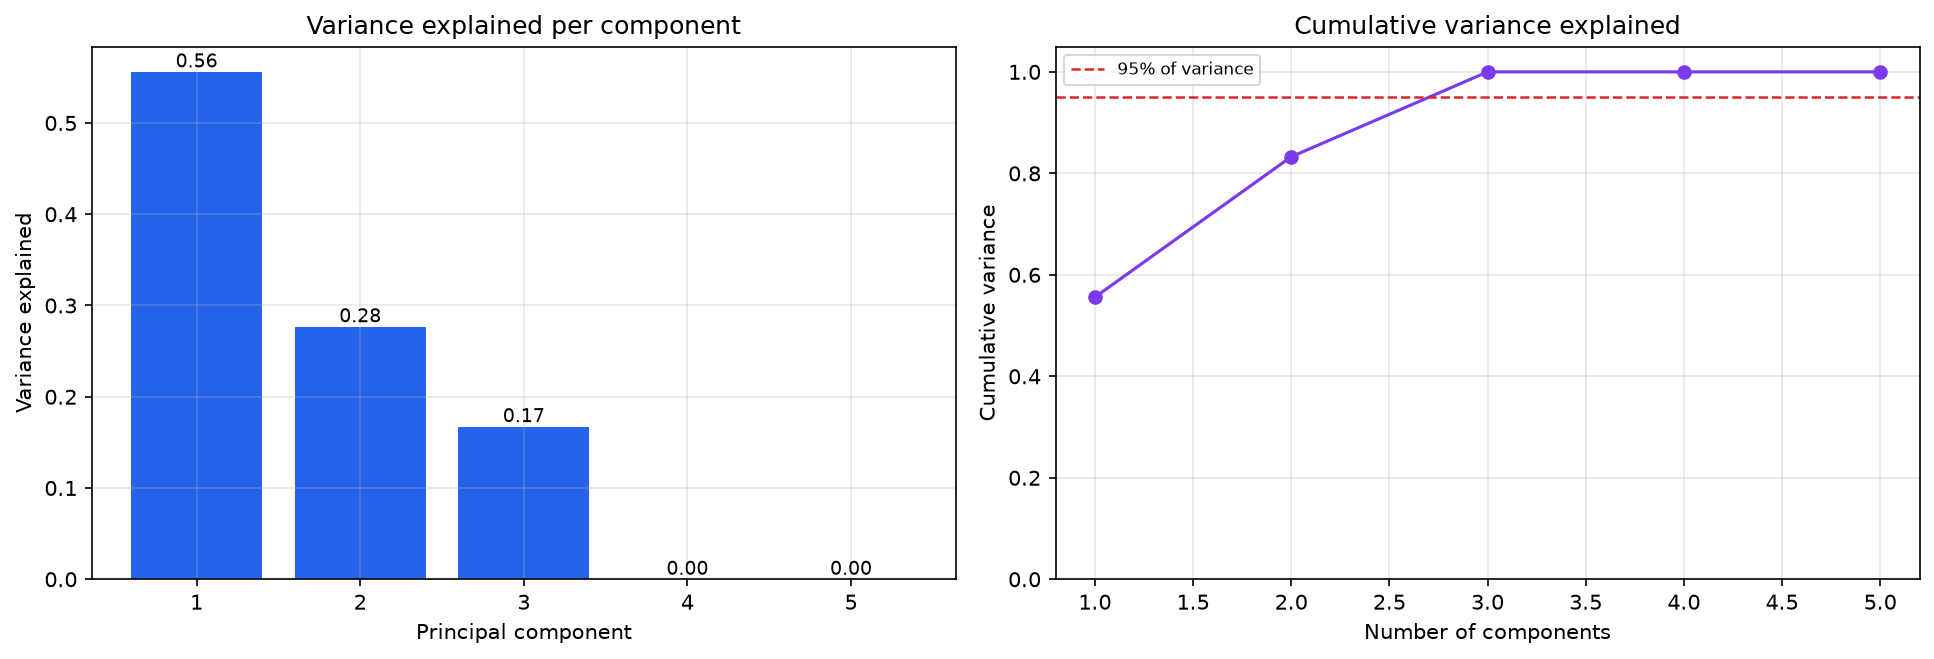 Variance explained per component
0.56
0.28
0.17
0.00
0.00
0.5
0.4
0.3
0.2
0.1
0.0
Variance explained
1 2 3 4 5
Principal component
Cumulative variance explained
95% of variance
1.0
0.8
0.6
0.4
0.2
0.0
Cumulative variance
1.0 1.5 2.0 2.5 3.0 3.5 4.0 4.5 5.0
Number of components